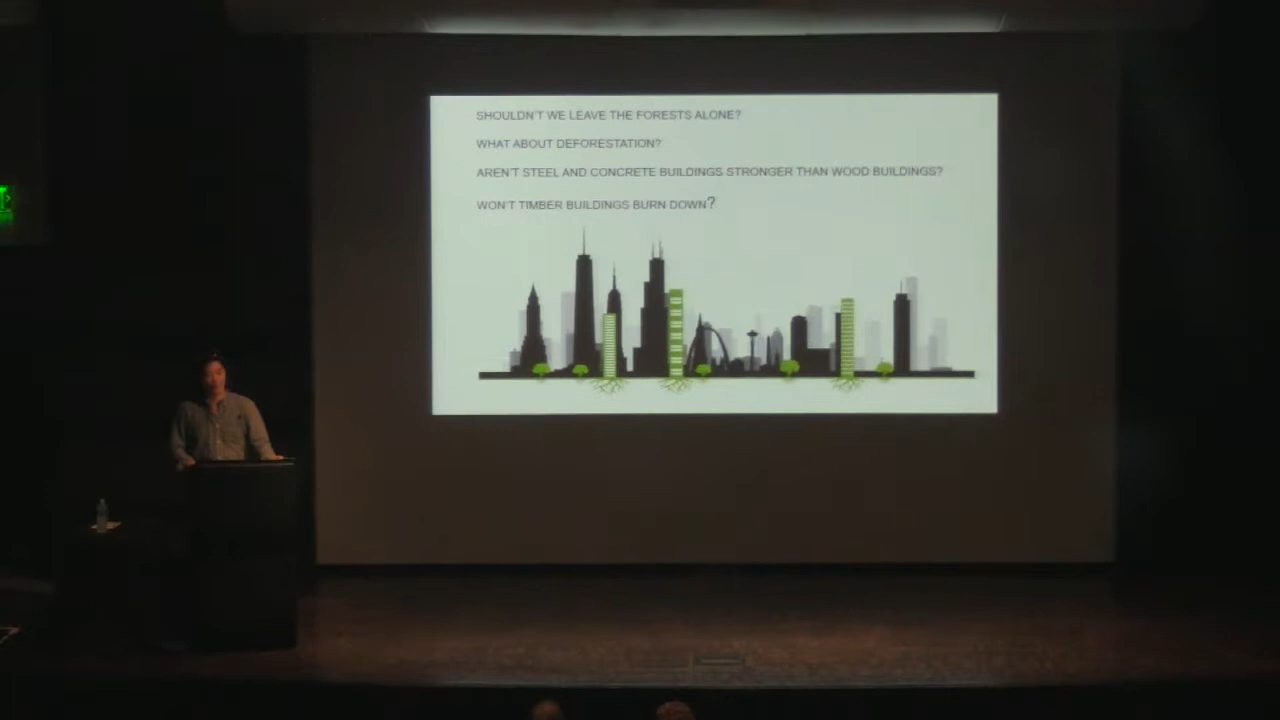 SHOULDN'T WE LEAVE THE FORESTS ALONE?
WHAT ABOUT DEFORESTATION?
AREN'T STEEL AND CONCRETE BUILDINGS STRONGER THAN WOOD BUILDINGS?
WON'T TIMBER BUILDINGS BURN DOWN?